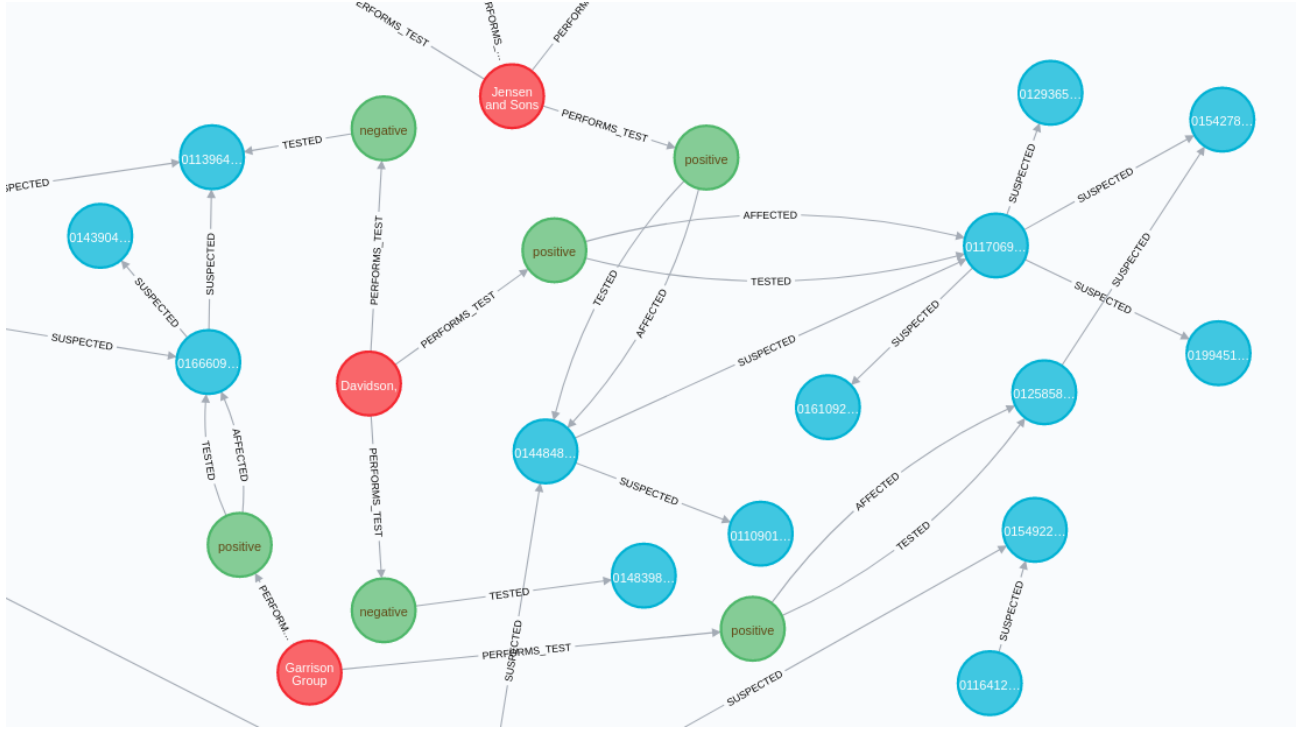 ERFORMS_TEST
RFORMS_...
PERFORM
Jensen
and Sons
PERFORMS_TEST
positive
0129365...
0154278...
negative
TESTED
0113964...
SPECTED
0143904...
SUSPECTED
SUSPECTED
SUSPECTED
0166609...
PERFORMS_TEST
positive
AFFECTED
TESTED
0117069...
SUSPECTED
SUSPECTED
SUSPECTED
SUSPECTED
SUSPECTED
0199451...
TESTED
AFFECTED
PERFORMS_TEST
Davidson,
SUSPECTED
0161092...
0125858...
TESTED
AFFECTED
PERFORMS_TEST
0144848...
SUSPECTED
AFFECTED
TESTED
0110901...
0154922...
positive
0148398...
TESTED
negative
PERFORM...
SUSPECTED
PERFORMS_TEST
positive
SUSPECTED
Garrison
Group
SUSPECTED
0116412...